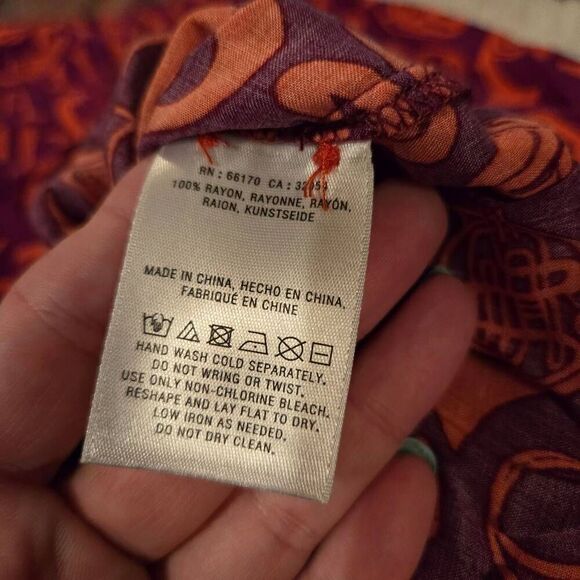 RN : 66170 CA : 32054
100% RAYON, RAYONNE, RAYÓN,
RAION, KUNSTSEIDE
MADE IN CHINA, HECHO EN CHINA,
FABRIQUÉ EN CHINE
HAND WASH COLD SEPARATELY.
DO NOT WRING OR TWIST.
USE ONLY NON-CHLORINE BLEACH.
RESHAPE AND LAY FLAT TO DRY.
LOW IRON AS NEEDED.
DO NOT DRY CLEAN.